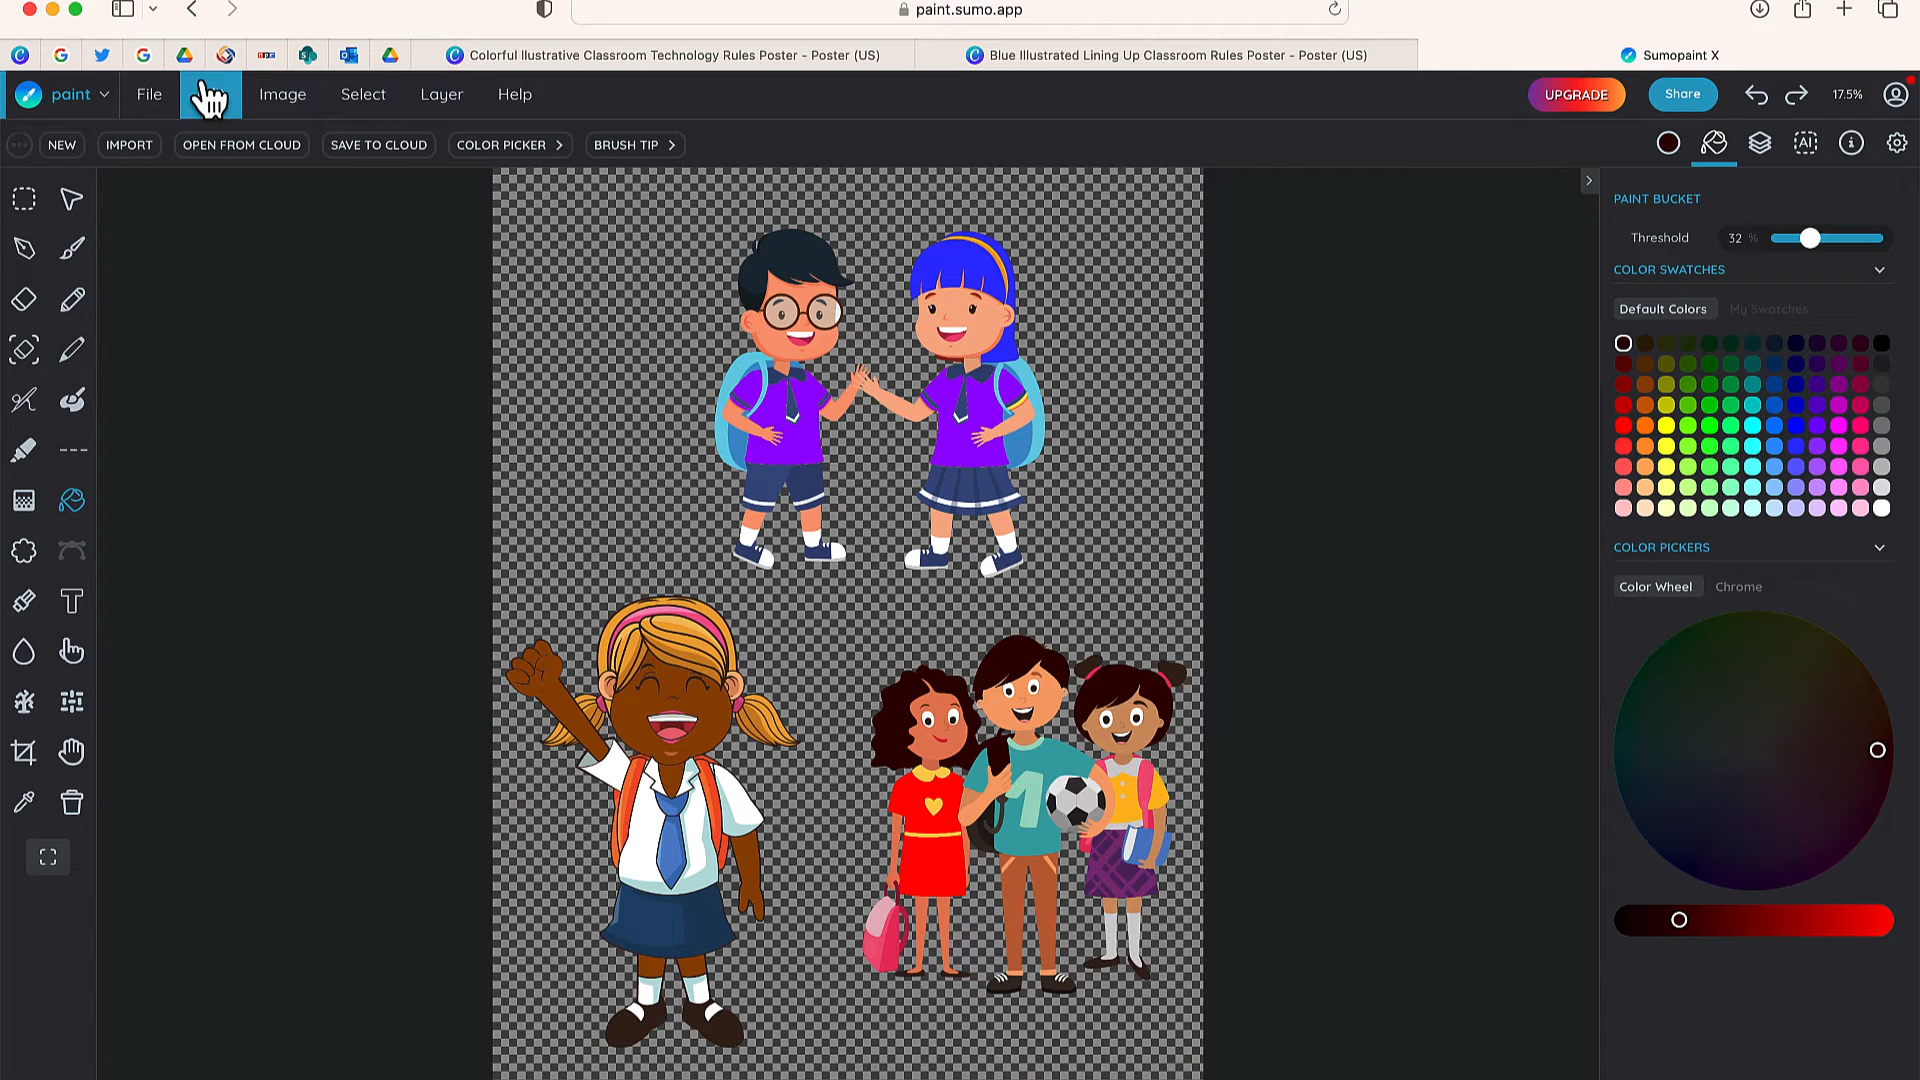 paint.sumo.app
Colorful llustrative Classroom Technology Rules Poster - Poster (US)
Blue Illustrated Lining Up Classroom Rules Poster - Poster (US)
Sumopaint X
paint
File
Image
Select
Layer
Help
UPGRADE
Share
17.5%
NEW
IMPORT
OPEN FROM CLOUD
SAVE TO CLOUD
COLOR PICKER
BRUSH TIP
AI
PAINT BUCKET
Threshold
32 %
COLOR SWATCHES
Default Colors
My Swatches
COLOR PICKERS
Color Wheel
Chrome
T
1